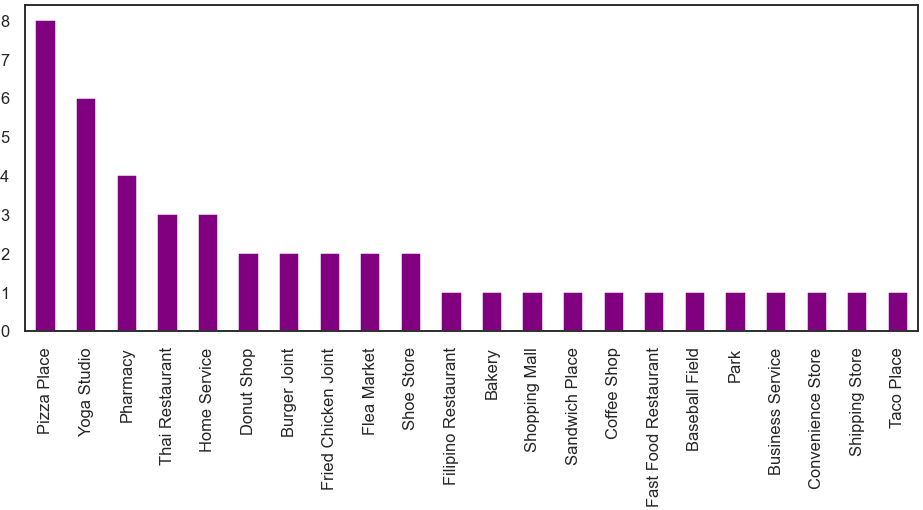 8
7
6
5
4
3
2
1
0
Pizza Place
Yoga Studio
Pharmacy
Thai Restaurant
Home Service
Donut Shop
Burger Joint
Fried Chicken Joint
Flea Market
Shoe Store
Filipino Restaurant
Bakery
Shopping Mall
Sandwich Place
Coffee Shop
Fast Food Restaurant
Baseball Field
Park
Business Service
Convenience Store
Shipping Store
Taco Place